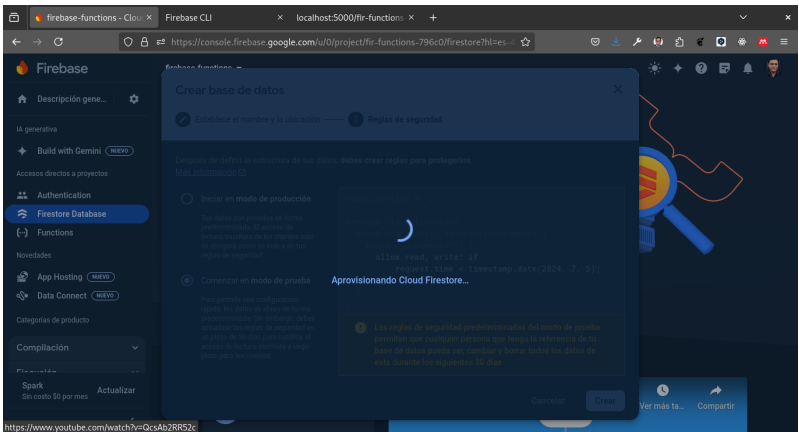 firebase-functions - Clou
Firebase CLI
localhost:5000/fir-functions
https://console.firebase.google.com/u/0/project/fir-functions-796c0/firestore?hl=es-4
Firebase
firebase-functions
Descripción gene...
IA generativa
Build with Gemini NUEVO
Accesos directos a proyectos
Authentication
Firestore Database
Functions
Novedades
App Hosting NUEVO
Data Connect NUEVO
Categorías de producto
Compilación
Spark
Sin costo $0 por mes
Actualizar
Crear base de datos
Establece el nombre y la ubicación
2 Reglas de seguridad
Después de definir la estructura de tus datos, debes crear reglas para protegerlos.
Más información
Iniciar en modo de producción
Comenzar en modo de prueba
allow read, write: if
request.time < timestamp.date(2024, 7, 6);
Aprovisionando Cloud Firestore...
Las reglas de seguridad predeterminadas del modo de prueba
permiten que cualquier persona que tenga la referencia de tu
base de datos pueda ver, cambiar y borrar todos los datos de
esta durante los siguientes 30 días
Cancelar
Crear
Ver más ta...
Compartir
https://www.youtube.com/watch?v=QcsAb2RR52c